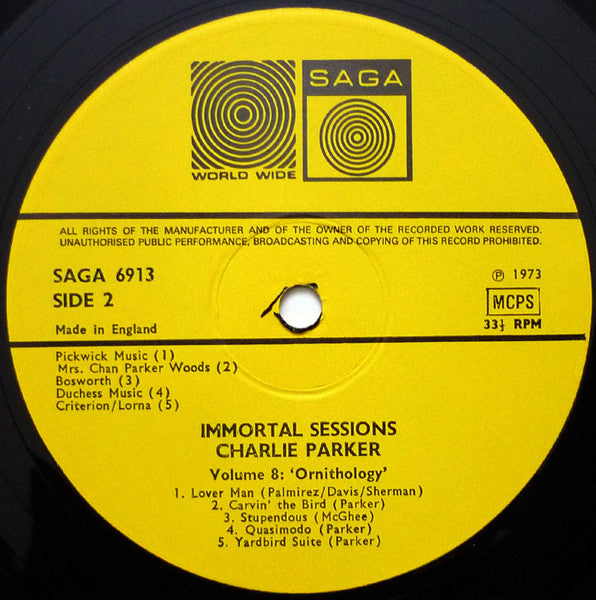 WORLD WIDE
SAGA
ALL RIGHTS OF THE MANUFACTURER AND OF THE OWNER OF THE RECORDED WORK RESERVED.
UNAUTHORISED PUBLIC PERFORMANCE, BROADCASTING AND COPYING OF THIS RECORD PROHIBITED.
SAGA 6913
SIDE 2
Made in England
℗ 1973
MCPS
33⅓ RPM
Pickwick Music (1)
Mrs. Chan Parker Woods (2)
Bosworth (3)
Duchess Music (4)
Criterion/Lorna (5)
IMMORTAL SESSIONS
CHARLIE PARKER
Volume 8: 'Ornithology'
1. Lover Man (Palmirez/Davis/Sherman)
2. Carvin' the Bird (Parker)
3. Stupendous (McGhee)
4. Quasimodo (Parker)
5. Yardbird Suite (Parker)